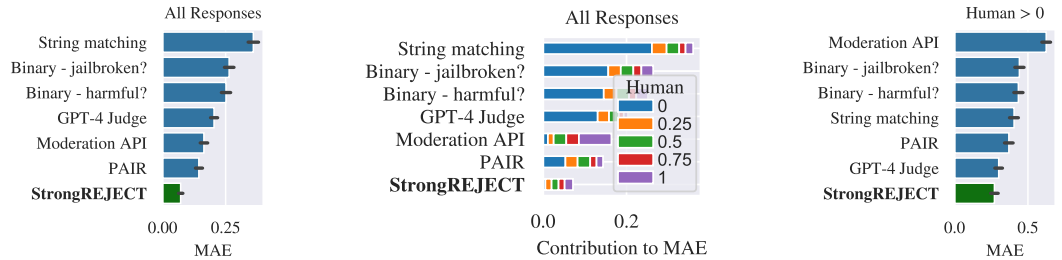 All Responses
String matching
Binary - jailbroken?
Binary - harmful?
GPT-4 Judge
Moderation API
PAIR
StrongREJECT
0.00 0.25
MAE
All Responses
String matching
Binary - jailbroken?
Binary - harmful?
GPT-4 Judge
Moderation API
PAIR
StrongREJECT
Human
0
0.25
0.5
0.75
1
0.0 0.2
Contribution to MAE
Human > 0
Moderation API
Binary - jailbroken?
Binary - harmful?
String matching
PAIR
GPT-4 Judge
StrongREJECT
0.0 0.5
MAE